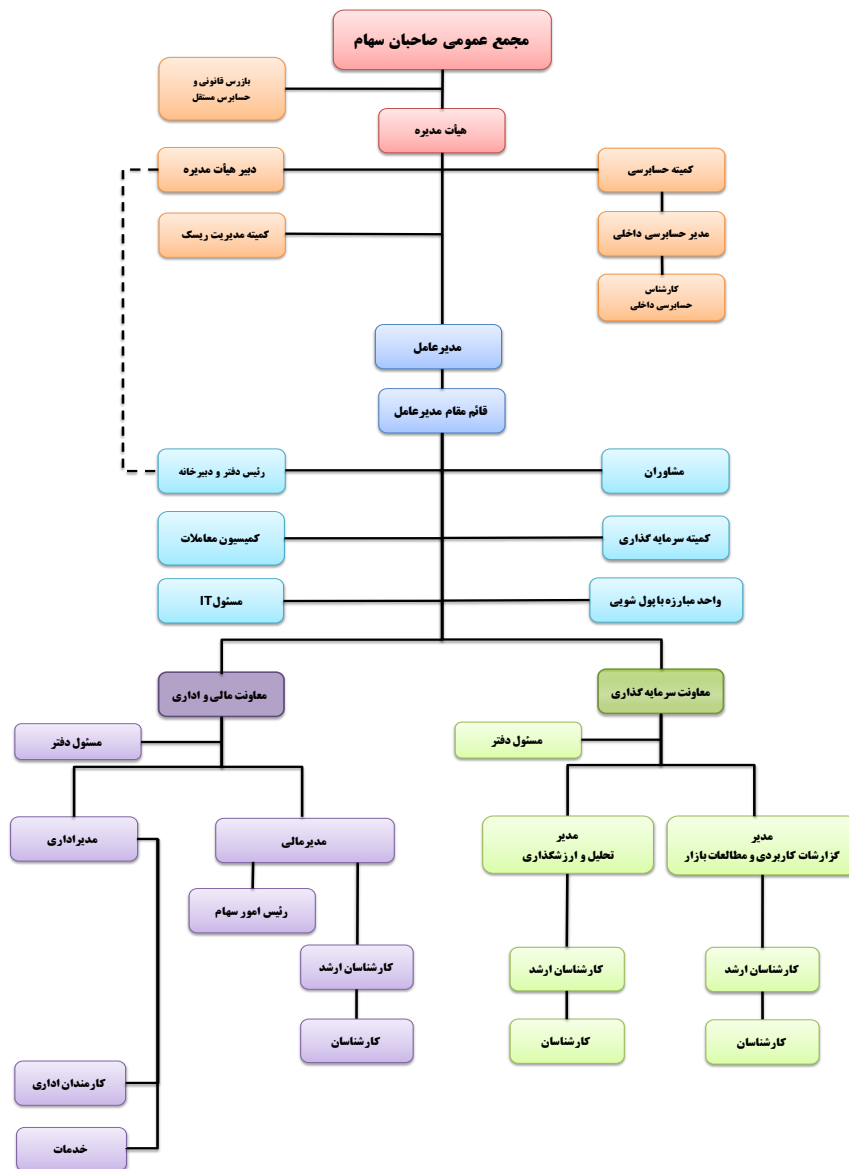 مجمع عمومی صاحبان سهام
بازرس قانونی و
حسابرس مستقل
هیأت مدیره
کمیته حسابرسی
دبیر هیأت مدیره
مدیر حسابرسی داخلی
کمیته مدیریت ریسک
کارشناس
حسابرسی داخلی
مدیرعامل
قائم مقام مدیرعامل
مشاوران
رئیس دفتر و دبیرخانه
کمیته سرمایه گذاری
کمیسیون معاملات
واحد مبارزه با پول شویی
مسئول IT
معاونت سرمایه گذاری
معاونت مالی و اداری
مسئول دفتر
مسئول دفتر
مدیر
گزارشات کاربردی و مطالعات بازار
مدیر
تحلیل و ارزشگذاری
مدیرمالی
مدیراداری
رئیس امور سهام
کارشناسان ارشد
کارشناسان ارشد
کارشناسان ارشد
کارشناسان
کارشناسان
کارشناسان
کارمندان اداری
خدمات